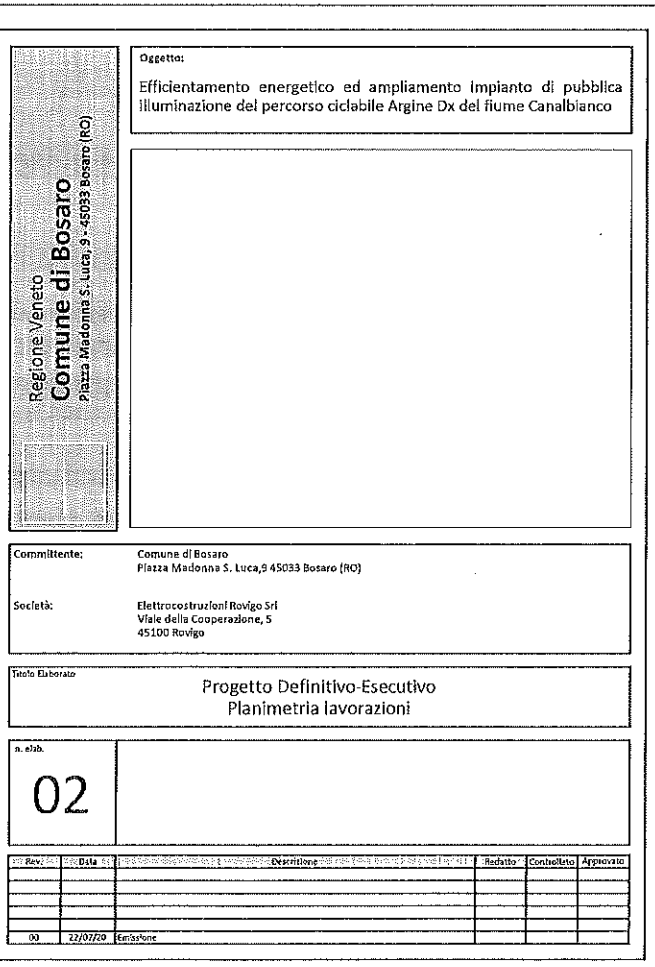 Regione Veneto
Comune di Bosaro
Piazza Madonna S. Luca, 9 - 45033 Bosaro (RO)
Oggetto:
Efficientamento energetico ed ampliamento impianto di pubblica
illuminazione del percorso ciclabile Argine Dx del fiume Canalbianco
Committente:
Comune di Bosaro
Piazza Madonna S. Luca,9 45033 Bosaro (RO)
Società:
Elettrocostruzioni Rovigo Srl
Viale della Cooperazione, 5
45100 Rovigo
Titolo Elaborato
Progetto Definitivo-Esecutivo
Planimetria lavorazioni
n. elab.
02
Rev. Data Descrizione Redatto Controllato Approvato
00 22/07/20 Emissione